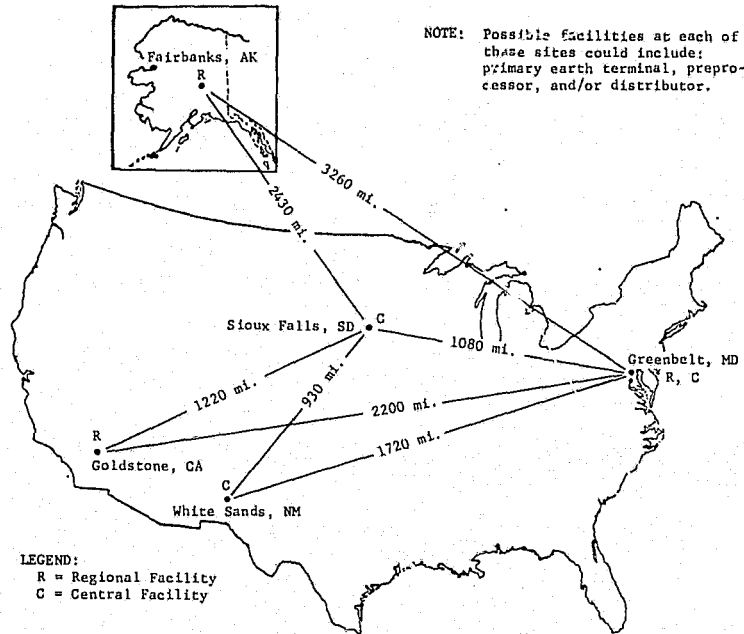 NOTE: Possible facilities at each of
these sites could include:
primary earth terminal, prepro-
cessor, and/or distributor.
Fairbanks, AK
R
3260 mi.
2430 mi.
C
Sioux Falls, SD
1080 mi.
Greenbelt, MD
R, C
1220 mi.
930 mi.
2200 mi.
1720 mi.
R
Goldstone, CA
C
White Sands, NM
LEGEND:
R = Regional Facility
C = Central Facility